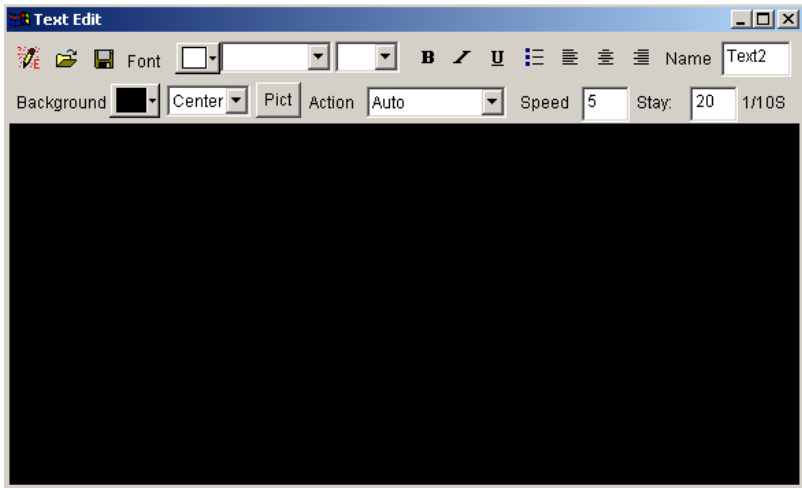 Text Edit
E Font B I U Name Text2
Background Center Pict Action Auto Speed 5 Stay: 20 1/10S